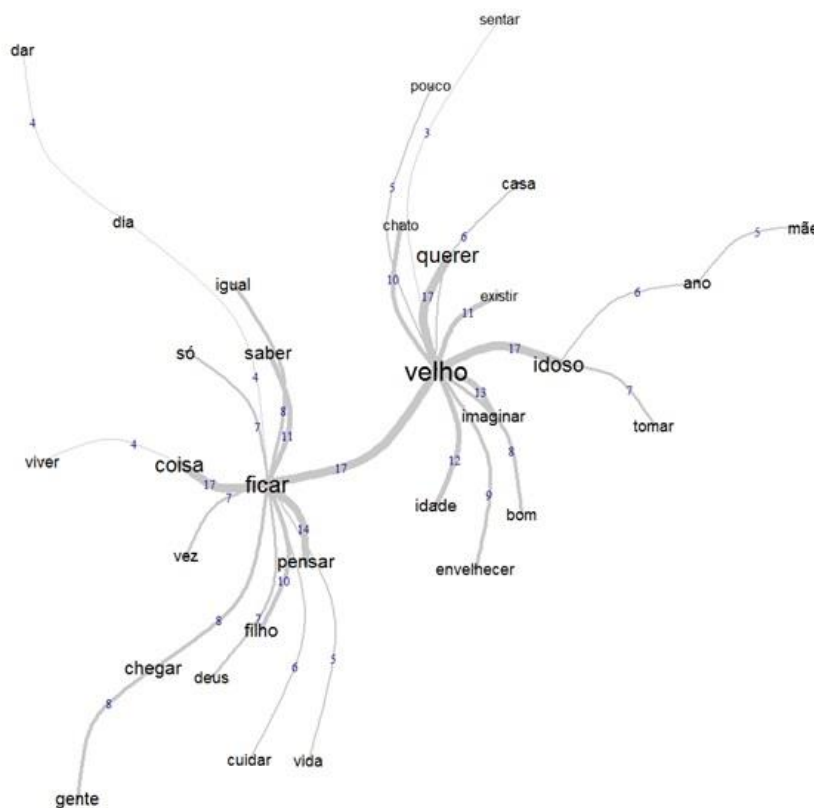 sentar
dar
pouco
4
3
casa
5
dia
chato
6
mãe
5
querer
10
igual
17
existir
ano
6
11
só
saber
17
idoso
velho
4
13
7
8
imaginar
tomar
7
11
viver
4
coisa
17
12
8
17
ficar
7
9
idade
bom
14
vez
pensar
envelhecer
10
8
7
filho
5
chegar
6
deus
8
cuidar
vida
gente